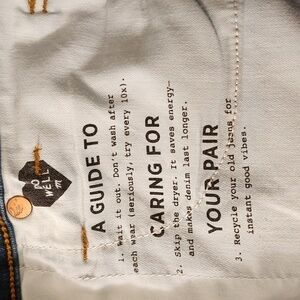 DO
WELL
A GUIDE TO
CARING FOR
YOUR PAIR
1. Wait it out. Don't wash after
each wear (seriously, try every 10x).
2. Skip the dryer. It saves energy—
and makes denim last longer.
3. Recycle your old jeans for
instant good vibes.